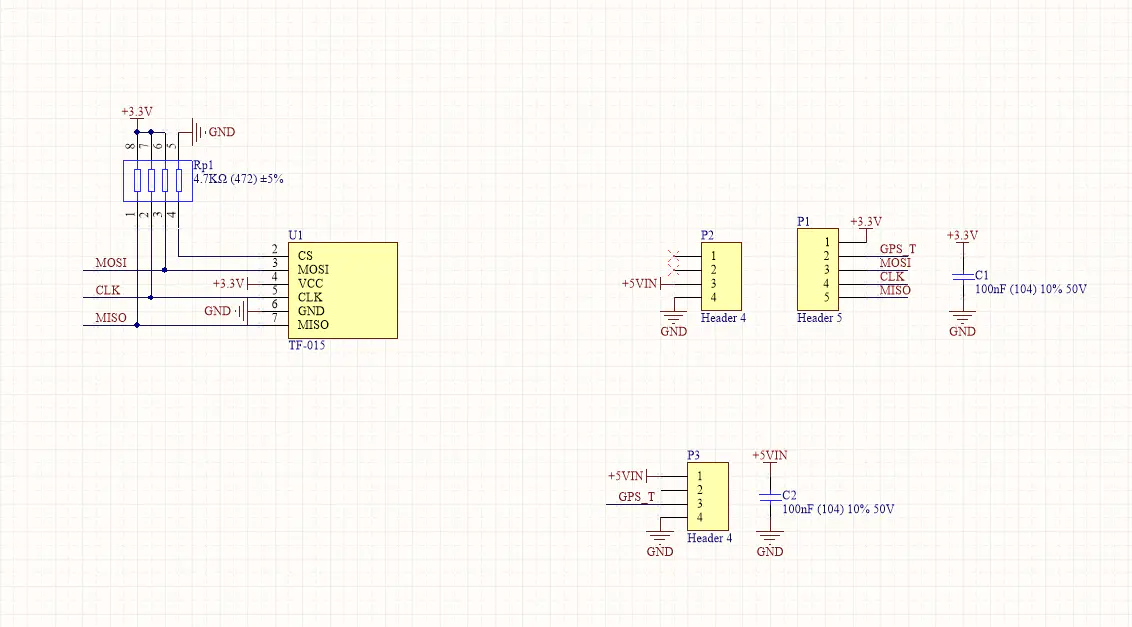 +3.3V
GND
8
7
6
5
Rp1
4.7KΩ (472) ±5%
1
2
3
4
U1
2
CS
MOSI
3
MOSI
+3.3V
4
VCC
CLK
5
CLK
GND
6
GND
MISO
7
MISO
TF-015
P2
1
2
+5VIN
3
4
Header 4
GND
P1
+3.3V
1
GPS_T
2
MOSI
3
CLK
4
MISO
5
Header 5
+3.3V
C1
100nF (104) 10% 50V
GND
P3
+5VIN
1
2
GPS_T
3
4
Header 4
GND
+5VIN
C2
100nF (104) 10% 50V
GND